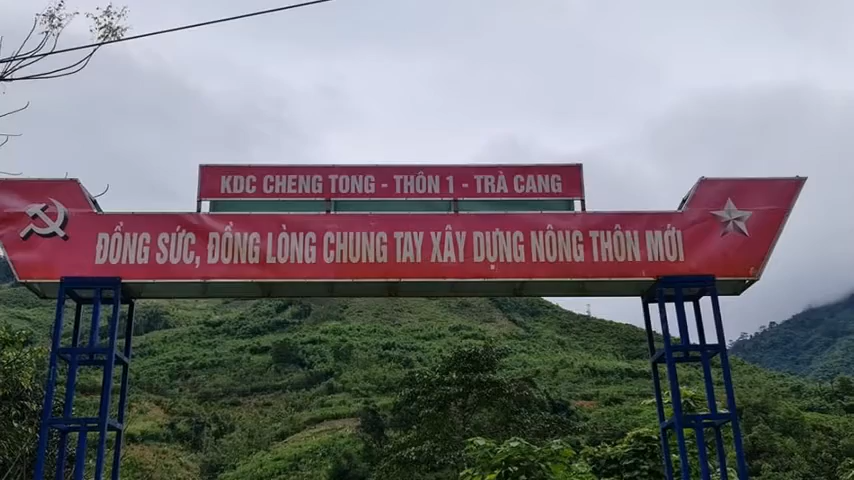 KDC CHENG TONG - THÔN 1 - TRÀ CANG
ĐỒNG SỨC, ĐỒNG LÒNG CHUNG TAY XÂY DỰNG NÔNG THÔN MỚI